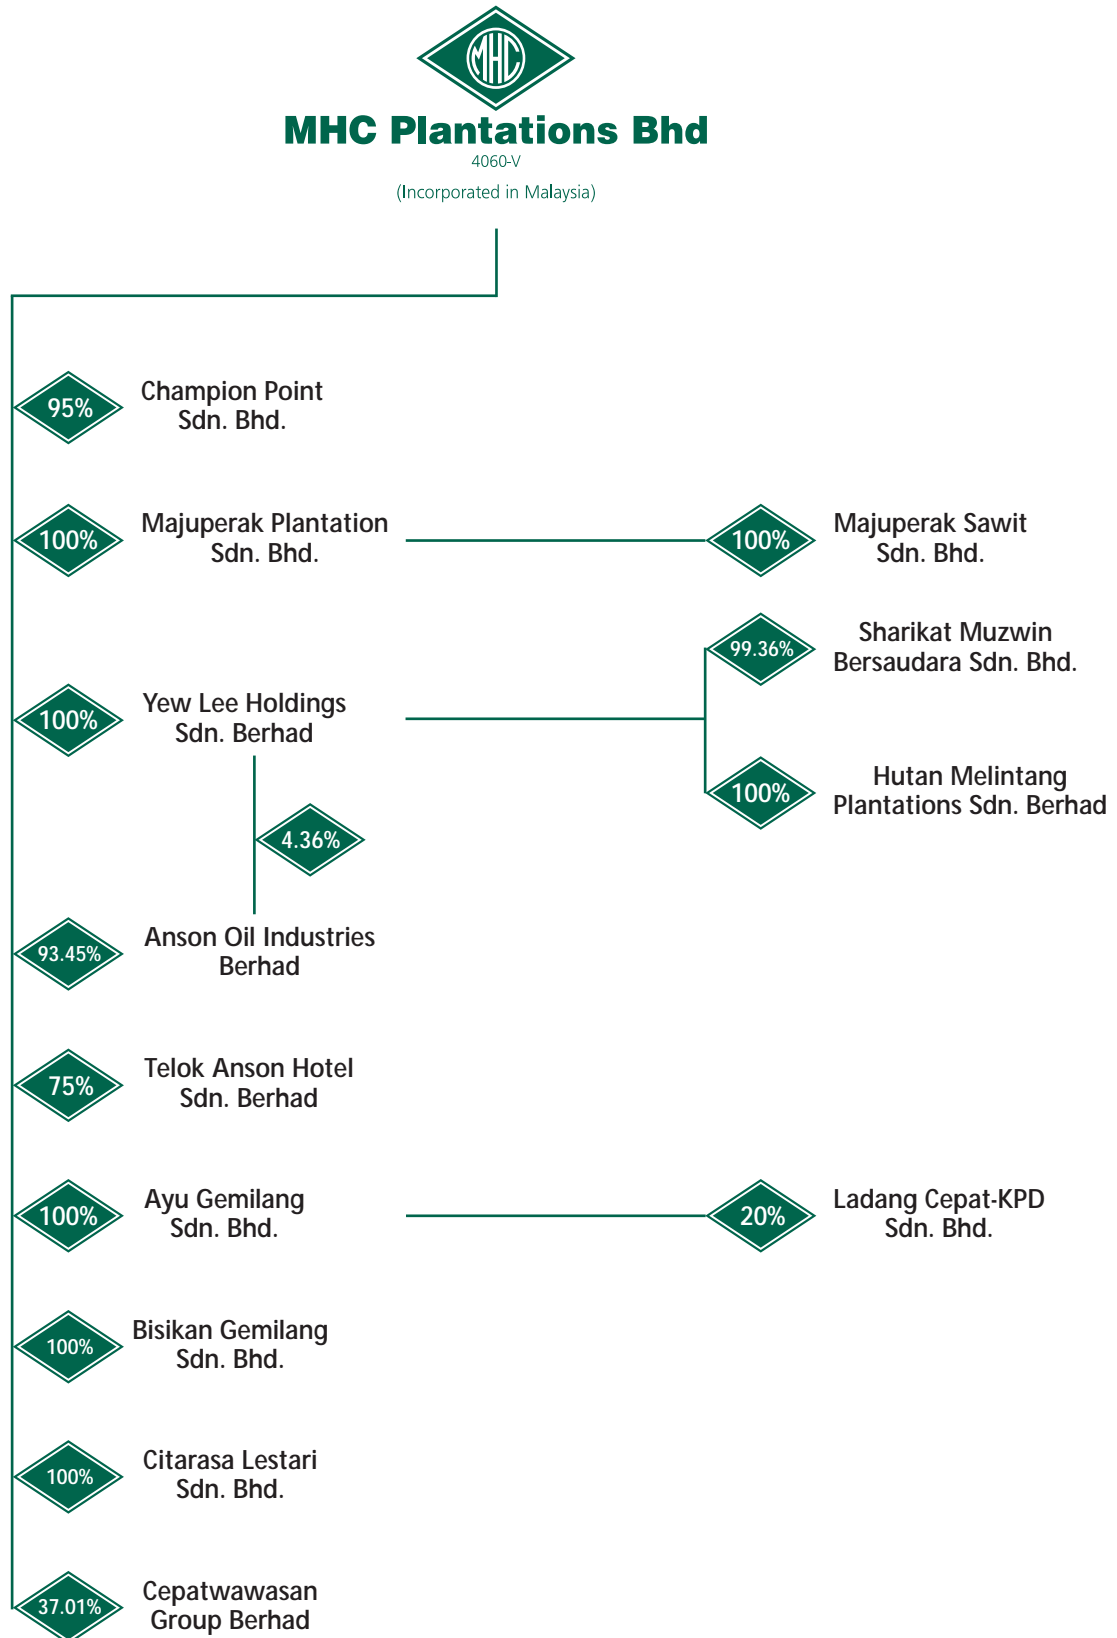 MHC
MHC Plantations Bhd
4060-V
(Incorporated in Malaysia)
95%
Champion Point
Sdn. Bhd.
100%
Majuperak Plantation
Sdn. Bhd.
100%
Majuperak Sawit
Sdn. Bhd.
99.36%
Sharikat Muzwin
Bersaudara Sdn. Bhd.
100%
Yew Lee Holdings
Sdn. Berhad
100%
Hutan Melintang
Plantations Sdn. Berhad
4.36%
93.45%
Anson Oil Industries
Berhad
75%
Telok Anson Hotel
Sdn. Berhad
100%
Ayu Gemilang
Sdn. Bhd.
20%
Ladang Cepat-KPD
Sdn. Bhd.
100%
Bisikan Gemilang
Sdn. Bhd.
100%
Citarasa Lestari
Sdn. Bhd.
37.01%
Cepatwawasan
Group Berhad